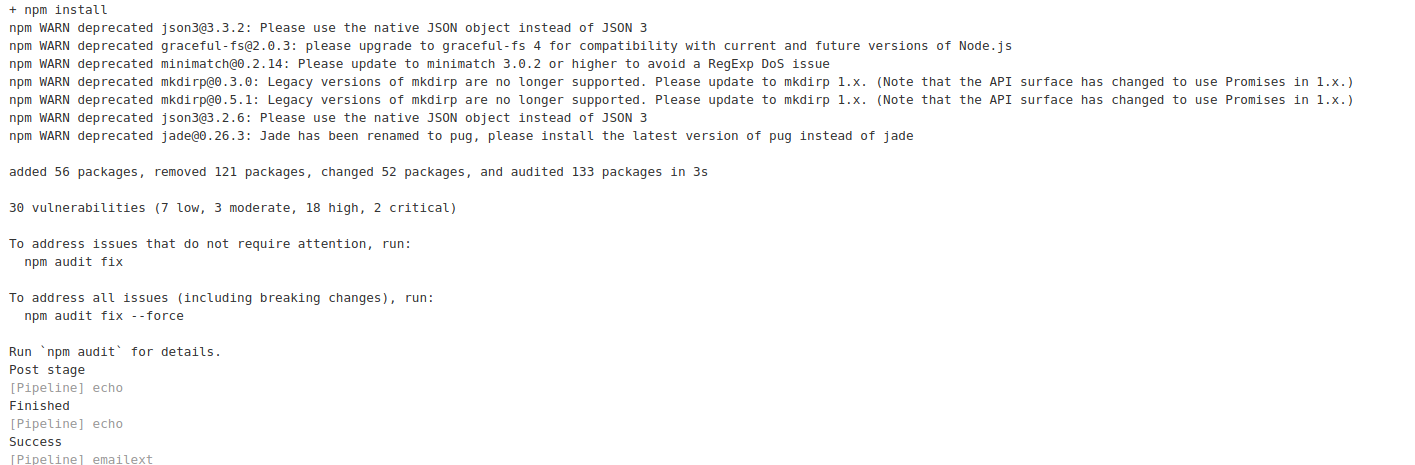 + npm install
npm WARN deprecated json3@3.3.2: Please use the native JSON object instead of JSON 3
npm WARN deprecated graceful-fs@2.0.3: please upgrade to graceful-fs 4 for compatibility with current and future versions of Node.js
npm WARN deprecated minimatch@0.2.14: Please update to minimatch 3.0.2 or higher to avoid a RegExp DoS issue
npm WARN deprecated mkdirp@0.3.0: Legacy versions of mkdirp are no longer supported. Please update to mkdirp 1.x. (Note that the API surface has changed to use Promises in 1.x.)
npm WARN deprecated mkdirp@0.5.1: Legacy versions of mkdirp are no longer supported. Please update to mkdirp 1.x. (Note that the API surface has changed to use Promises in 1.x.)
npm WARN deprecated json3@3.2.6: Please use the native JSON object instead of JSON 3
npm WARN deprecated jade@0.26.3: Jade has been renamed to pug, please install the latest version of pug instead of jade
added 56 packages, removed 121 packages, changed 52 packages, and audited 133 packages in 3s
30 vulnerabilities (7 low, 3 moderate, 18 high, 2 critical)
To address issues that do not require attention, run:
  npm audit fix
To address all issues (including breaking changes), run:
  npm audit fix --force
Run `npm audit` for details.
Post stage
[Pipeline] echo
Finished
[Pipeline] echo
Success
[Pipeline] emailext